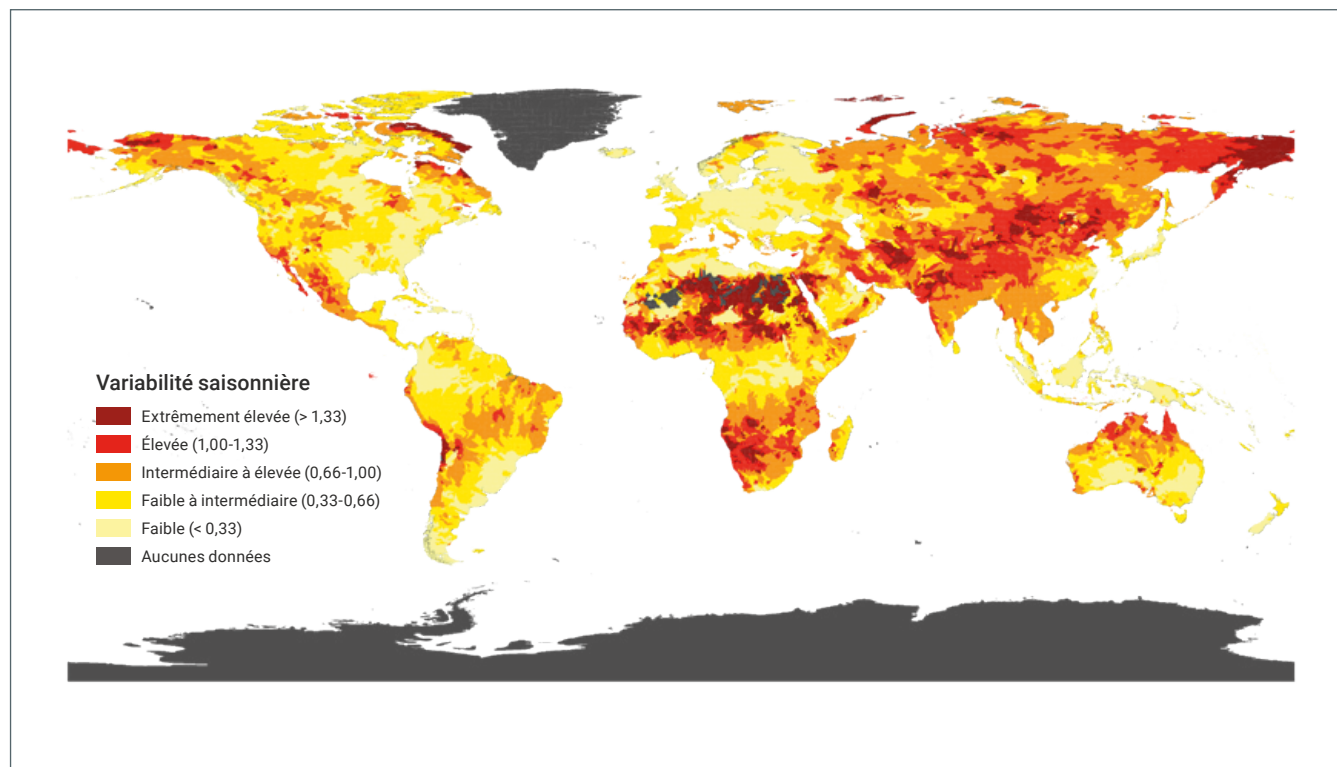 Variabilité saisonnière
Extrêmement élevée (> 1,33)
Élevée (1,00-1,33)
Intermédiaire à élevée (0,66-1,00)
Faible à intermédiaire (0,33-0,66)
Faible (< 0,33)
Aucunes données